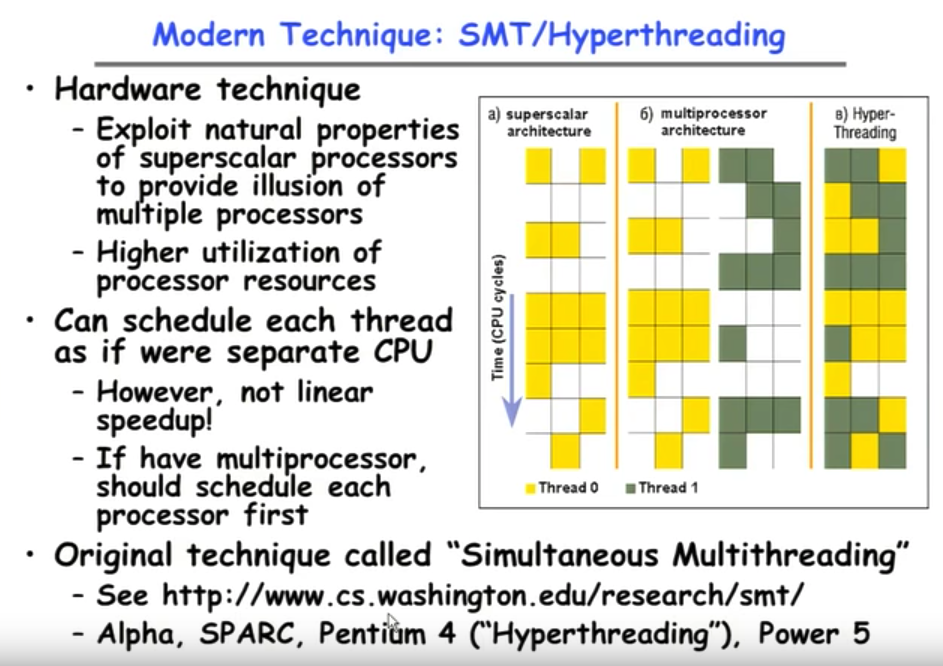 Modern Technique: SMT/Hyperthreading
• Hardware technique
– Exploit natural properties
of superscalar processors
to provide illusion of
multiple processors
– Higher utilization of
processor resources
• Can schedule each thread
as if were separate CPU
– However, not linear
speedup!
– If have multiprocessor,
should schedule each
processor first
• Original technique called “Simultaneous Multithreading”
– See http://www.cs.washington.edu/research/smt/
– Alpha, SPARC, Pentium 4 (“Hyperthreading”), Power 5
а) superscalar
architecture
б) multiprocessor
architecture
в) Hyper-
Threading
Time (CPU cycles)
Thread 0
Thread 1